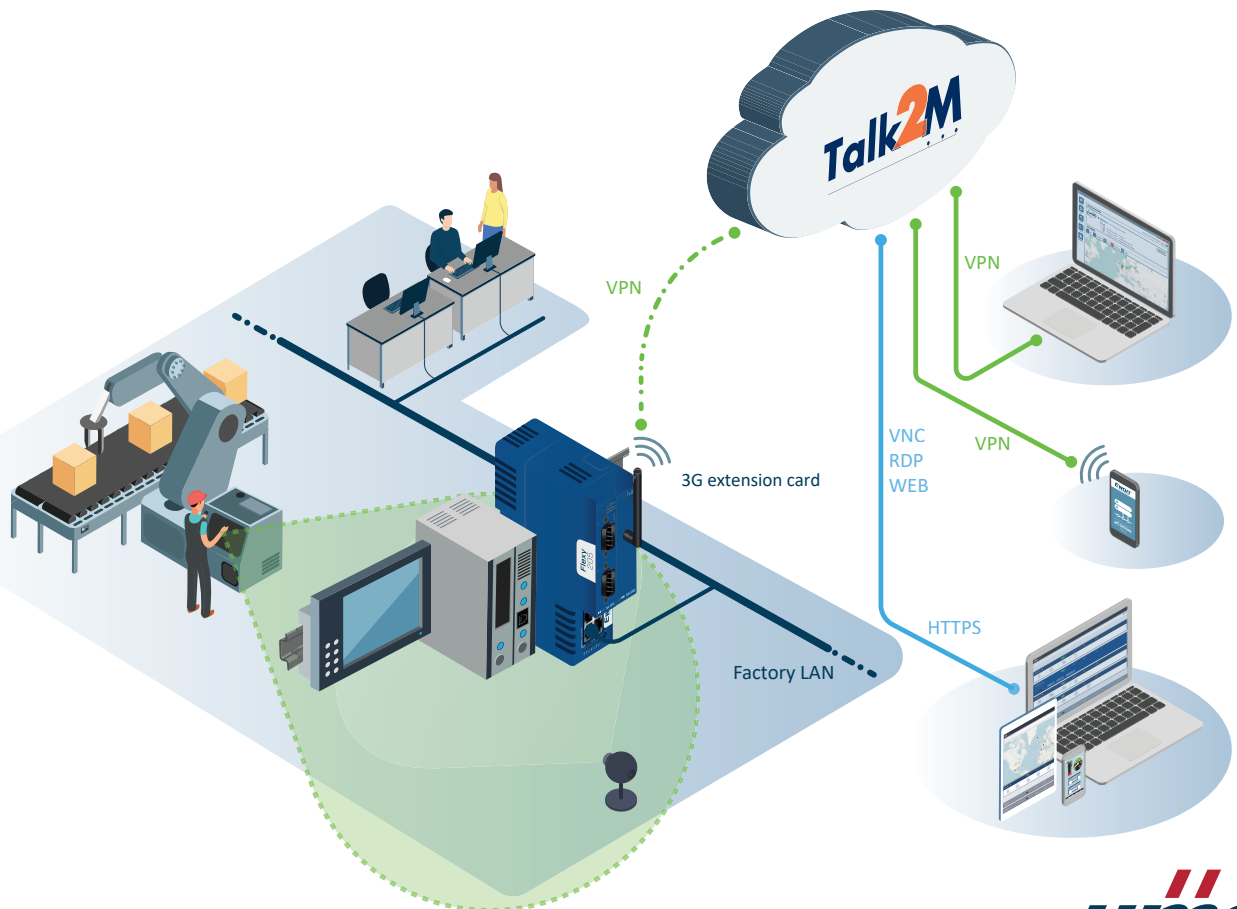 Talk2M
VPN
VPN
VNC
RDP
WEB
VPN
3G extension card
Flexy
205
HTTPS
Factory LAN